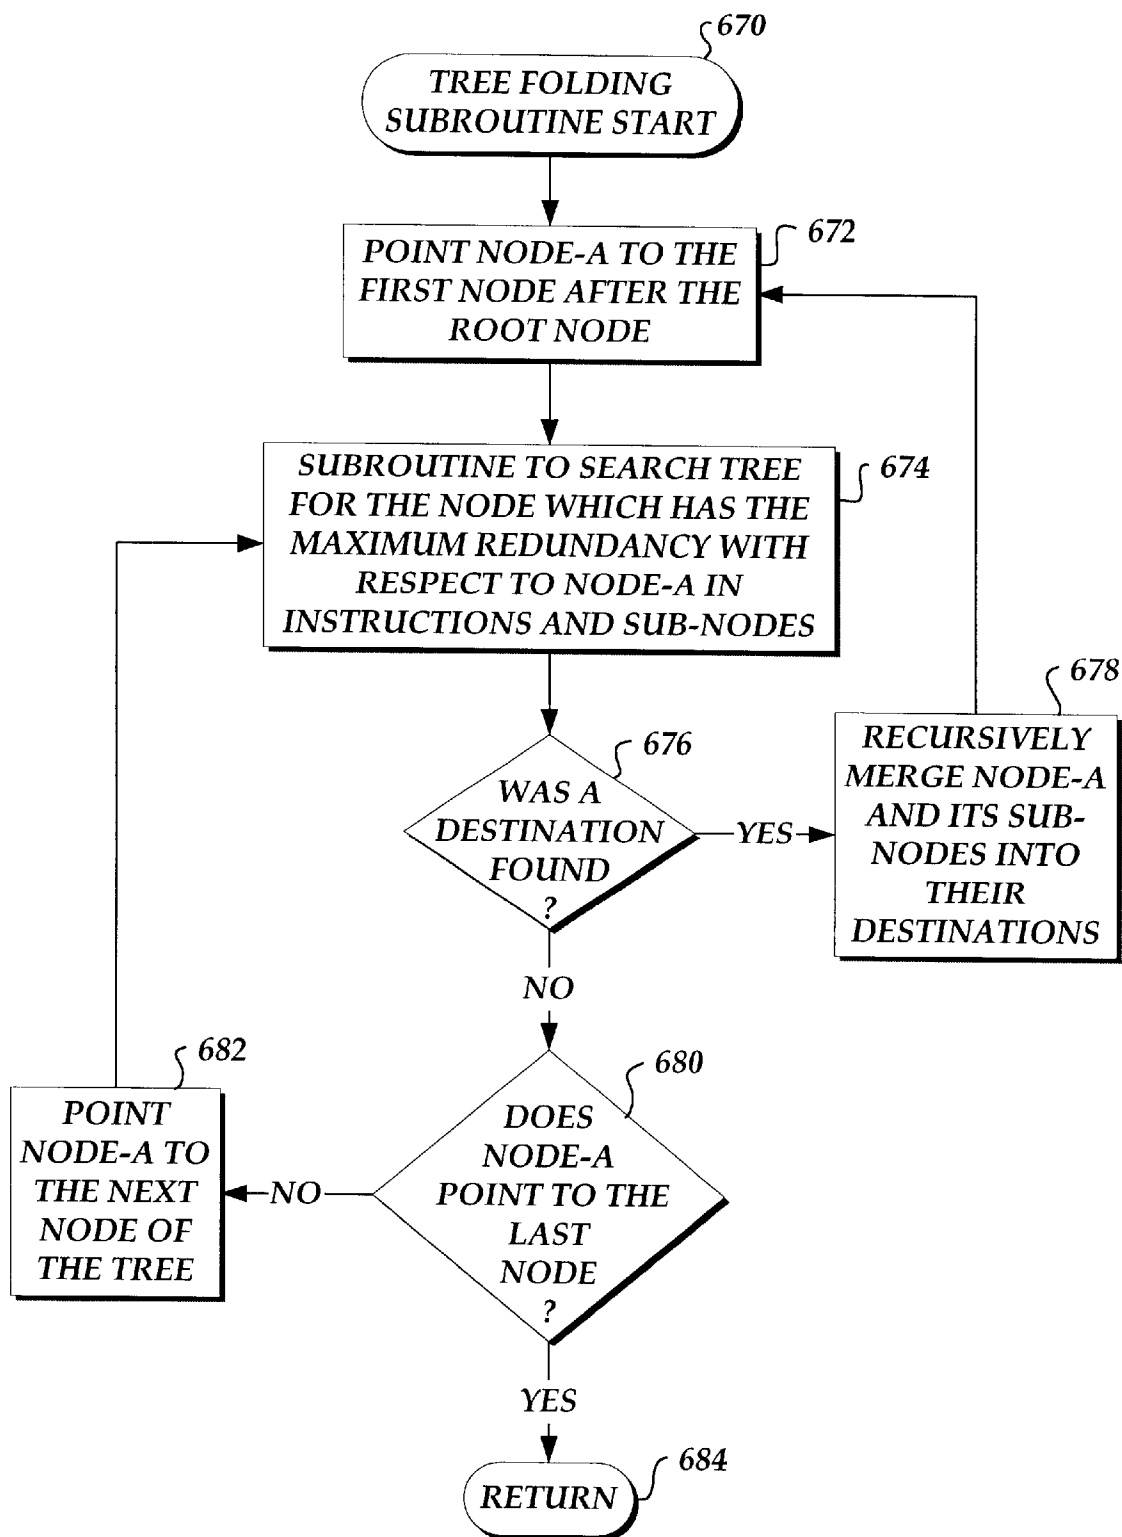 670
TREE FOLDING
SUBROUTINE START
672
POINT NODE-A TO THE
FIRST NODE AFTER THE
ROOT NODE
674
SUBROUTINE TO SEARCH TREE
FOR THE NODE WHICH HAS THE
MAXIMUM REDUNDANCY WITH
RESPECT TO NODE-A IN
INSTRUCTIONS AND SUB-NODES
676
WAS A
DESTINATION
FOUND
?
YES
678
RECURSIVELY
MERGE NODE-A
AND ITS SUB-
NODES INTO
THEIR
DESTINATIONS
NO
680
DOES
NODE-A
POINT TO THE
LAST
NODE
?
NO
682
POINT
NODE-A TO
THE NEXT
NODE OF
THE TREE
YES
684
RETURN